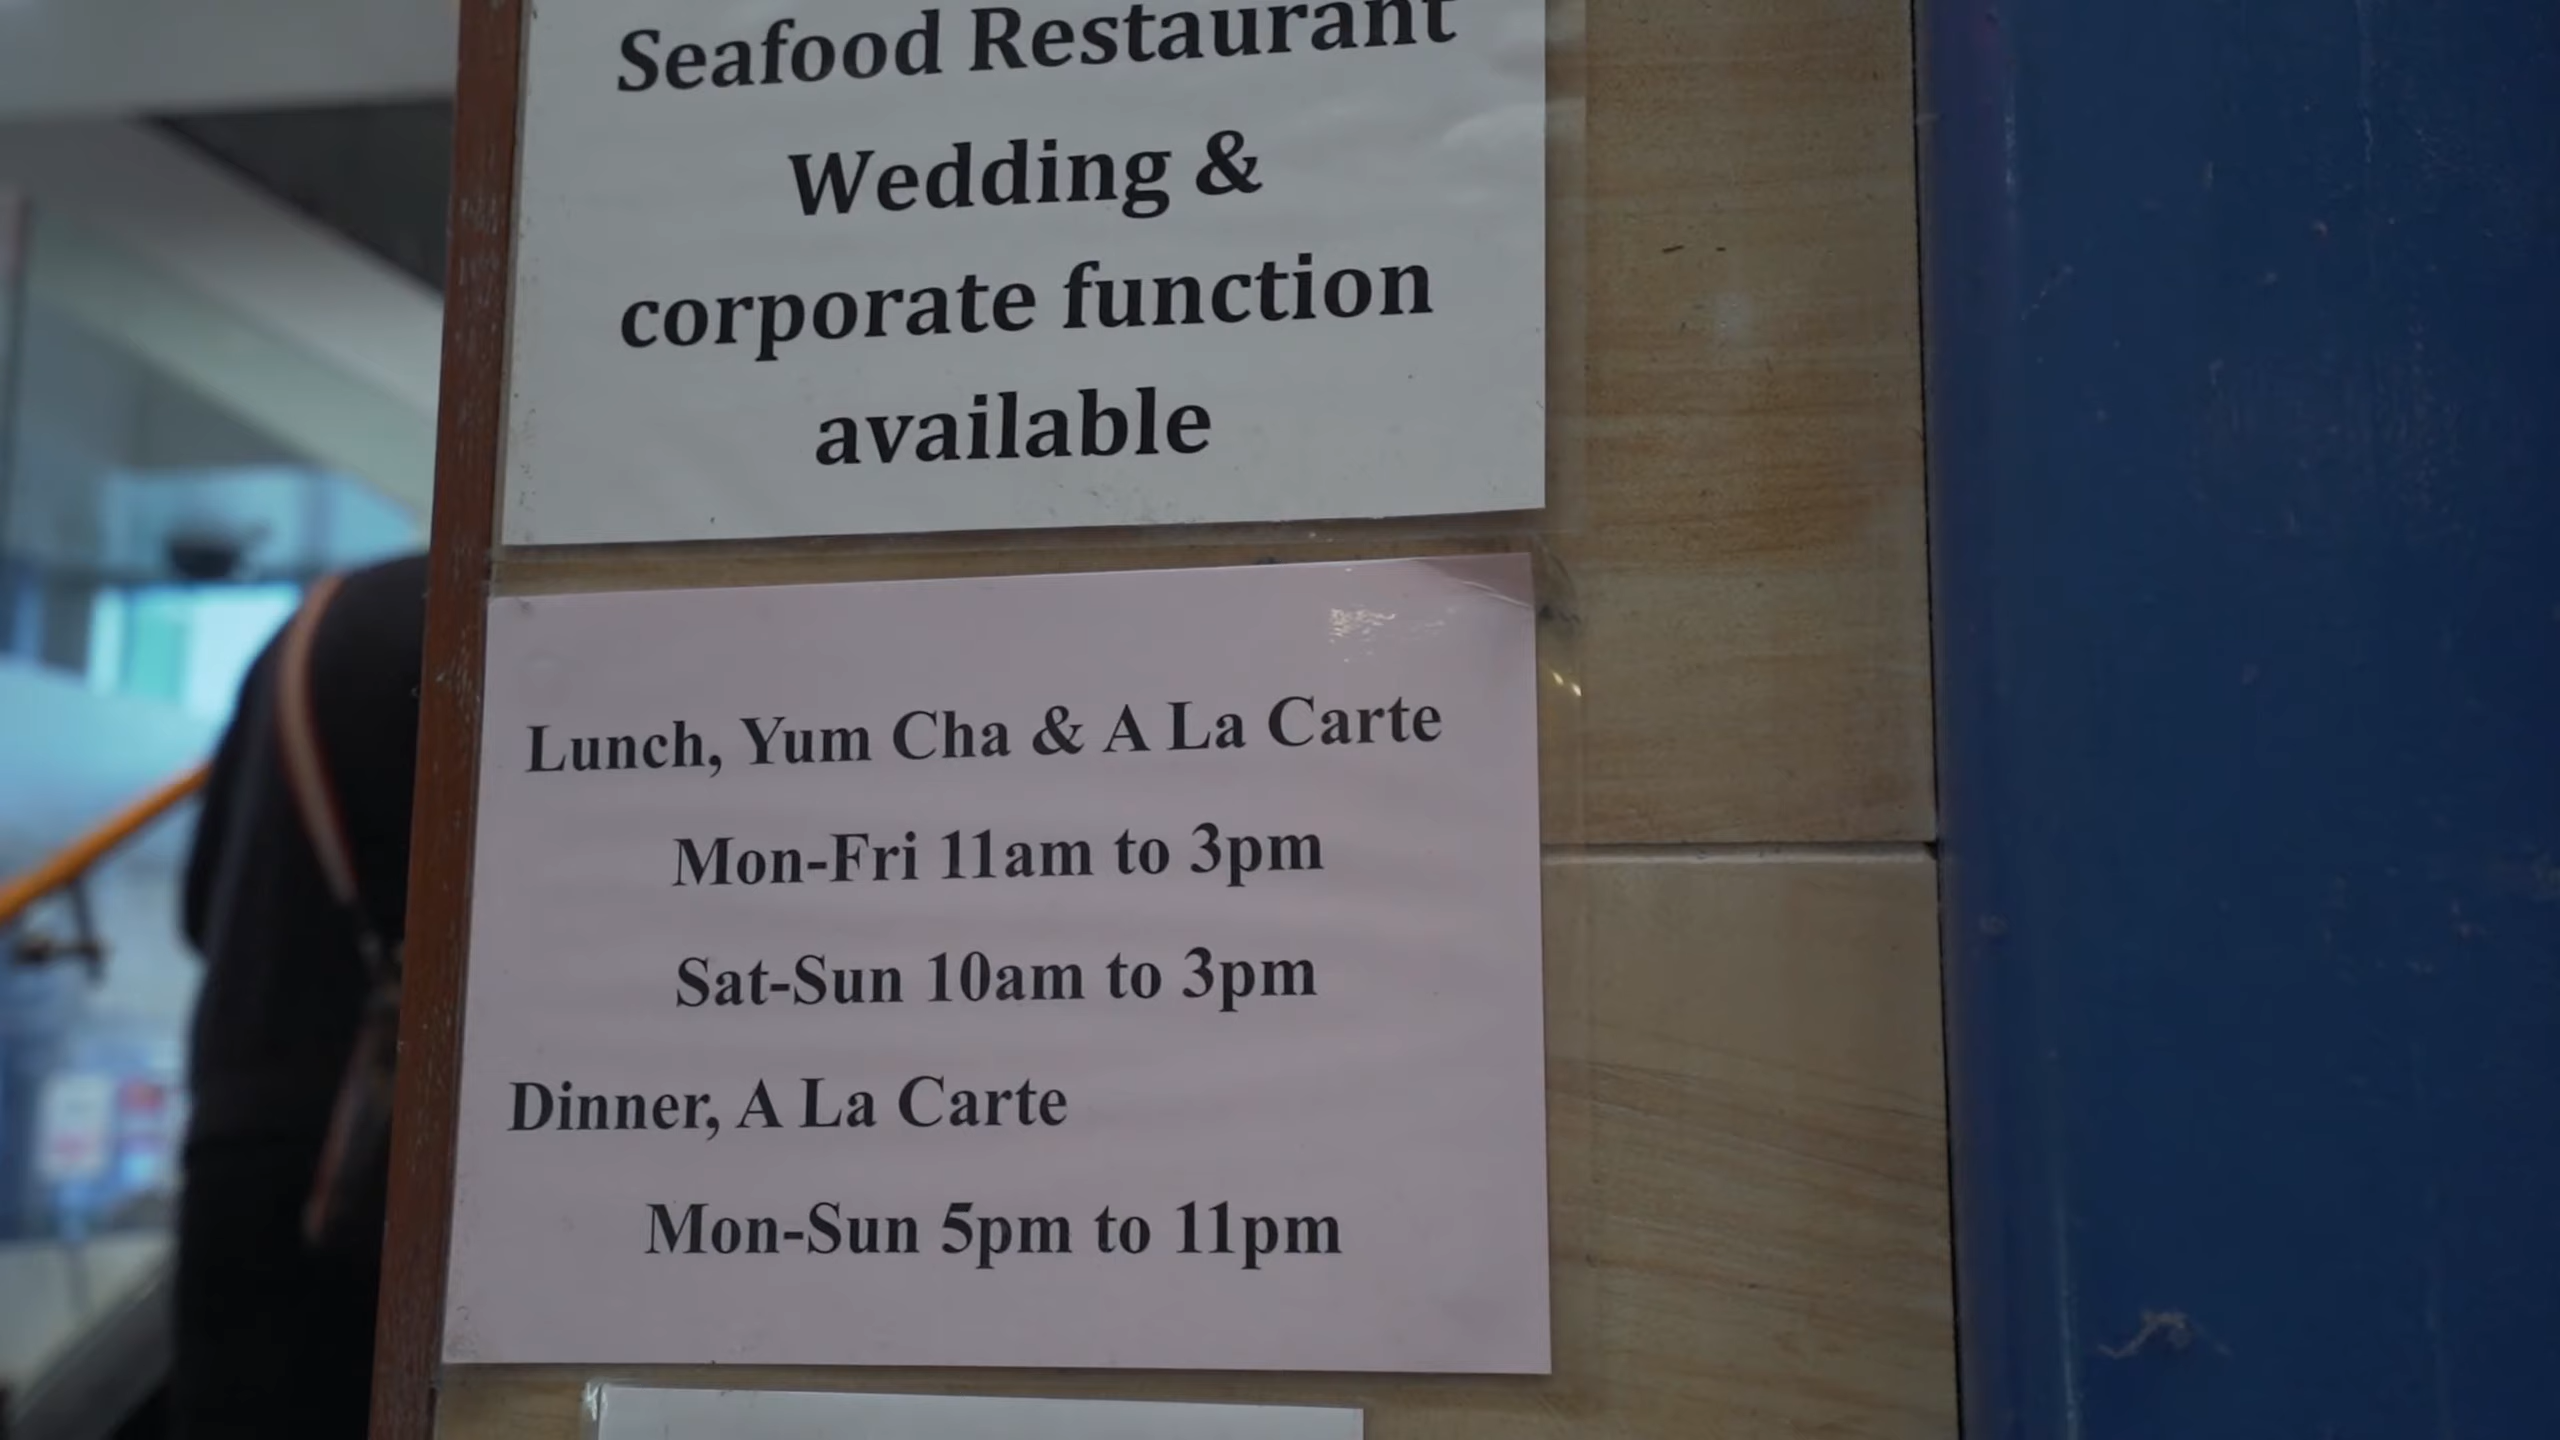 Seafood Restaurant
Wedding &
corporate function
available
Lunch, Yum Cha & A La Carte
Mon-Fri 11am to 3pm
Sat-Sun 10am to 3pm
Dinner, A La Carte
Mon-Sun 5pm to 11pm